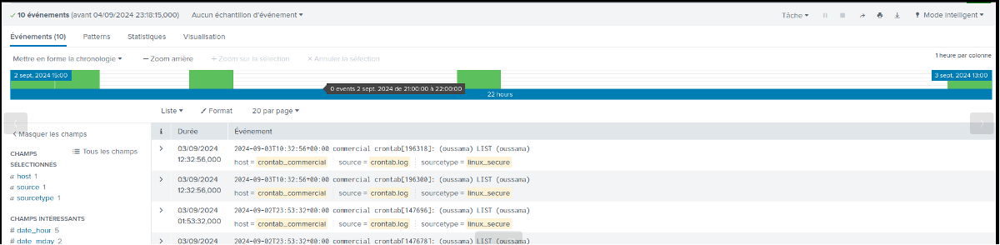 ✓ 10 événements (avant 04/09/2024 23:18:15,000) Aucun échantillon d'événement ▾ Tâche ▾ Mode Intelligent ▾
Événements (10) Patterns Statistiques Visualisation
Mettre en forme la chronologie ▾ — Zoom arrière + Zoom sur la sélection × Annuler la sélection 1 heure par colonne
2 sept. 2024 15:00 3 sept. 2024 13:00
0 events 2 sept. 2024 de 21:00:00 à 22:00:00
22 hours
Liste ▾ Format 20 par page ▾
< Masquer les champs Tous les champs
CHAMPS SÉLECTIONNÉS
a host 1
a source 1
a sourcetype 1
CHAMPS INTÉRESSANTS
# date_hour 5
# date_mday 2
i Durée Événement
> 03/09/2024 12:32:56,000 2024-09-03T10:32:56+00:00 commercial crontab[196318]: (oussama) LIST (oussama)
host = crontab_commercial source = crontab.log sourcetype = linux_secure
> 03/09/2024 12:32:56,000 2024-09-03T10:32:56+00:00 commercial crontab[196300]: (oussama) LIST (oussama)
host = crontab_commercial source = crontab.log sourcetype = linux_secure
> 03/09/2024 01:53:32,000 2024-09-02T23:53:32+00:00 commercial crontab[147696]: (oussama) LIST (oussama)
host = crontab_commercial source = crontab.log sourcetype = linux_secure
> 03/09/2024 2024-09-02T23:53:32+00:00 commercial crontab[147678]: (oussama) LIST (oussama)